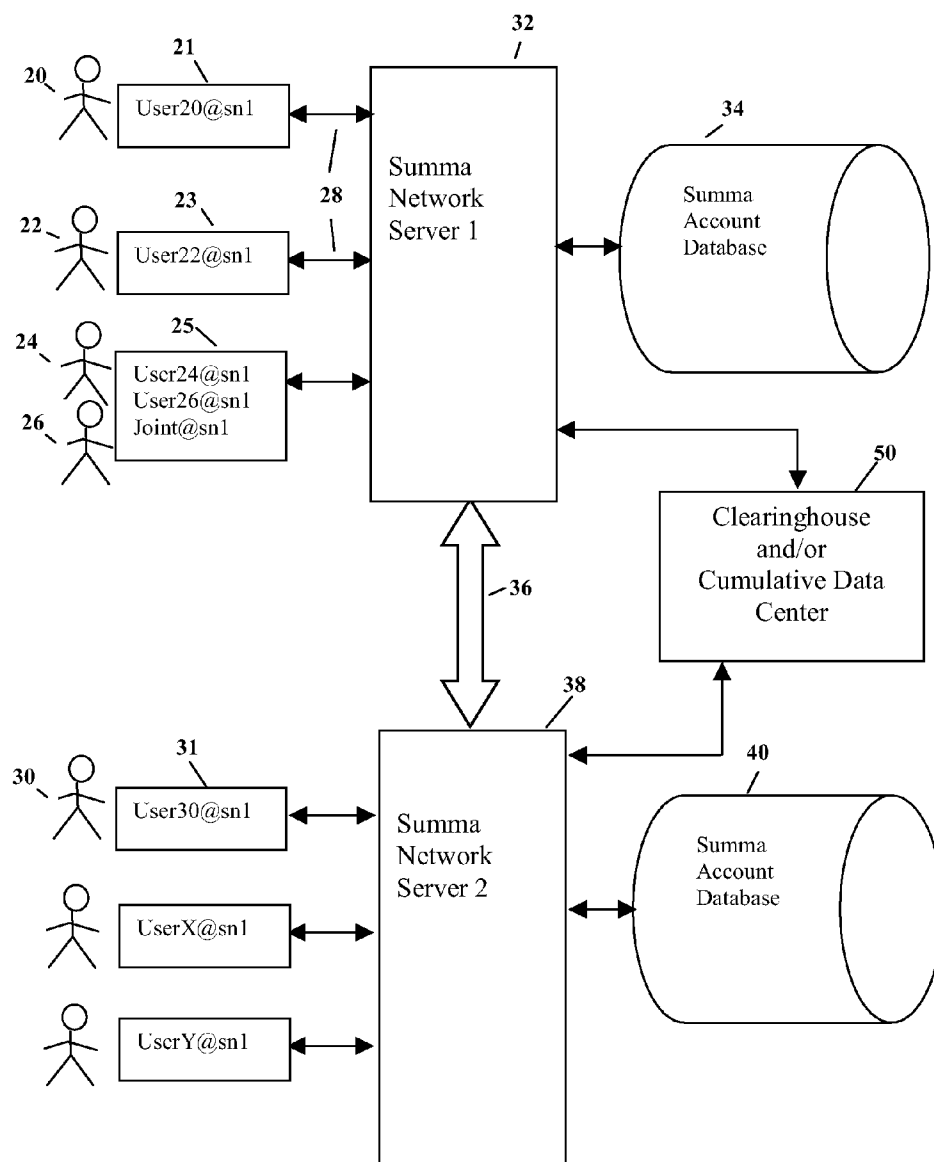 32
21
20
User20@sn1
34
Summa
Network
Server 1
28
Summa
Account
Database
23
22
User22@sn1
25
24
User24@sn1
User26@sn1
Joint@sn1
26
50
Clearinghouse
and/or
Cumulative Data
Center
36
38
31
30
User30@sn1
40
Summa
Network
Server 2
Summa
Account
Database
UserX@sn1
UserY@sn1